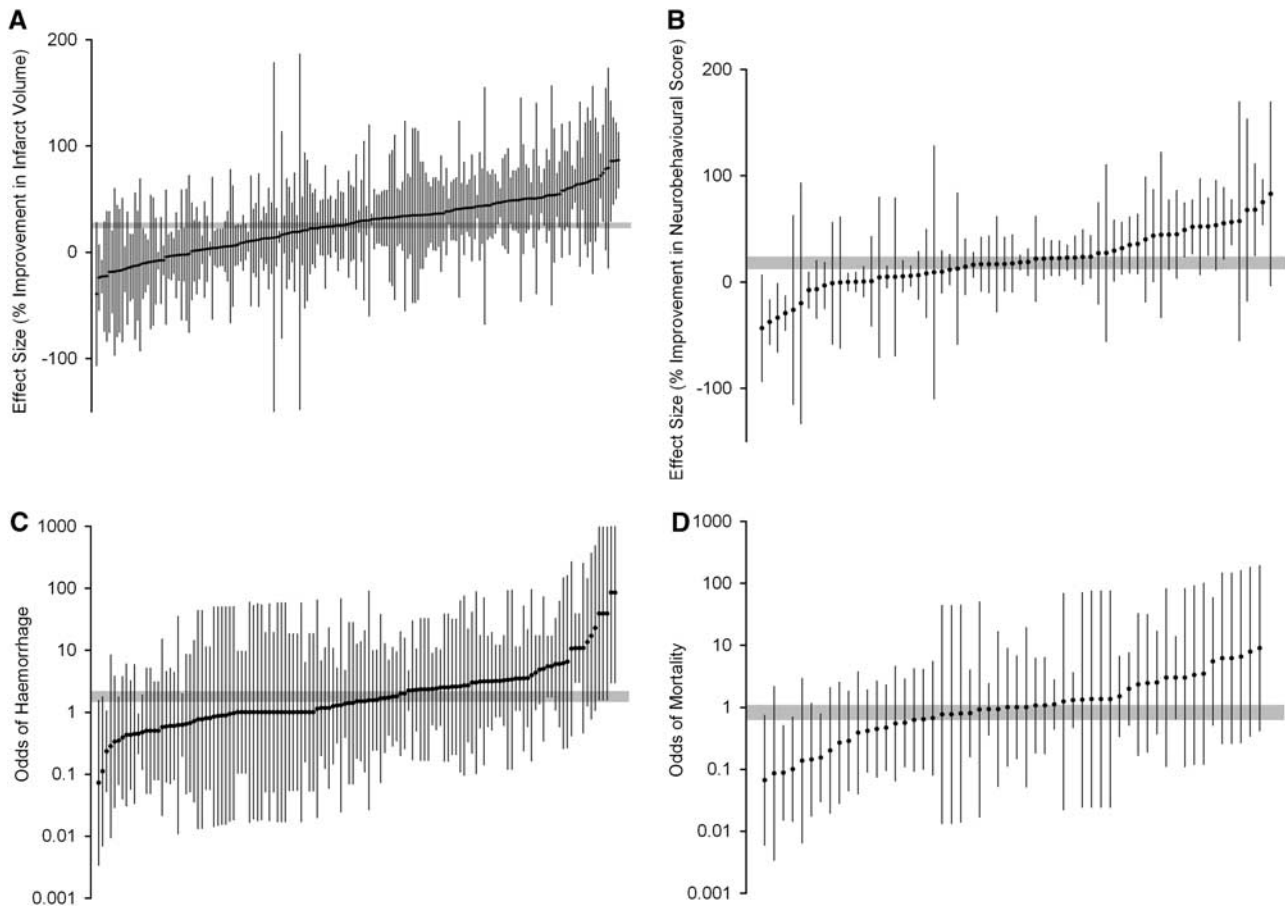 A
Effect Size (% Improvement in Infarct Volume)
200
100
0
-100
B
Effect Size (% Improvement in Neurobehavioural Score)
200
100
0
-100
C
Odds of Haemorrhage
1000
100
10
1
0.1
0.01
0.001
D
Odds of Mortality
1000
100
10
1
0.1
0.01
0.001